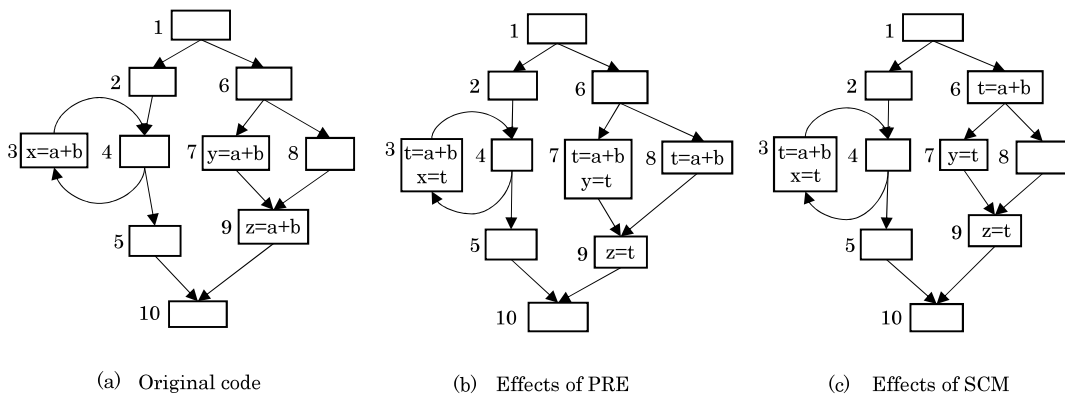 1
2
6
3 x=a+b
4
7 y=a+b
8
5
9 z=a+b
10
(a) Original code
1
2
6
3 t=a+b
x=t
4
7 t=a+b
y=t
8 t=a+b
5
9 z=t
10
(b) Effects of PRE
1
2
6 t=a+b
3 t=a+b
x=t
4
7 y=t
8
5
9 z=t
10
(c) Effects of SCM